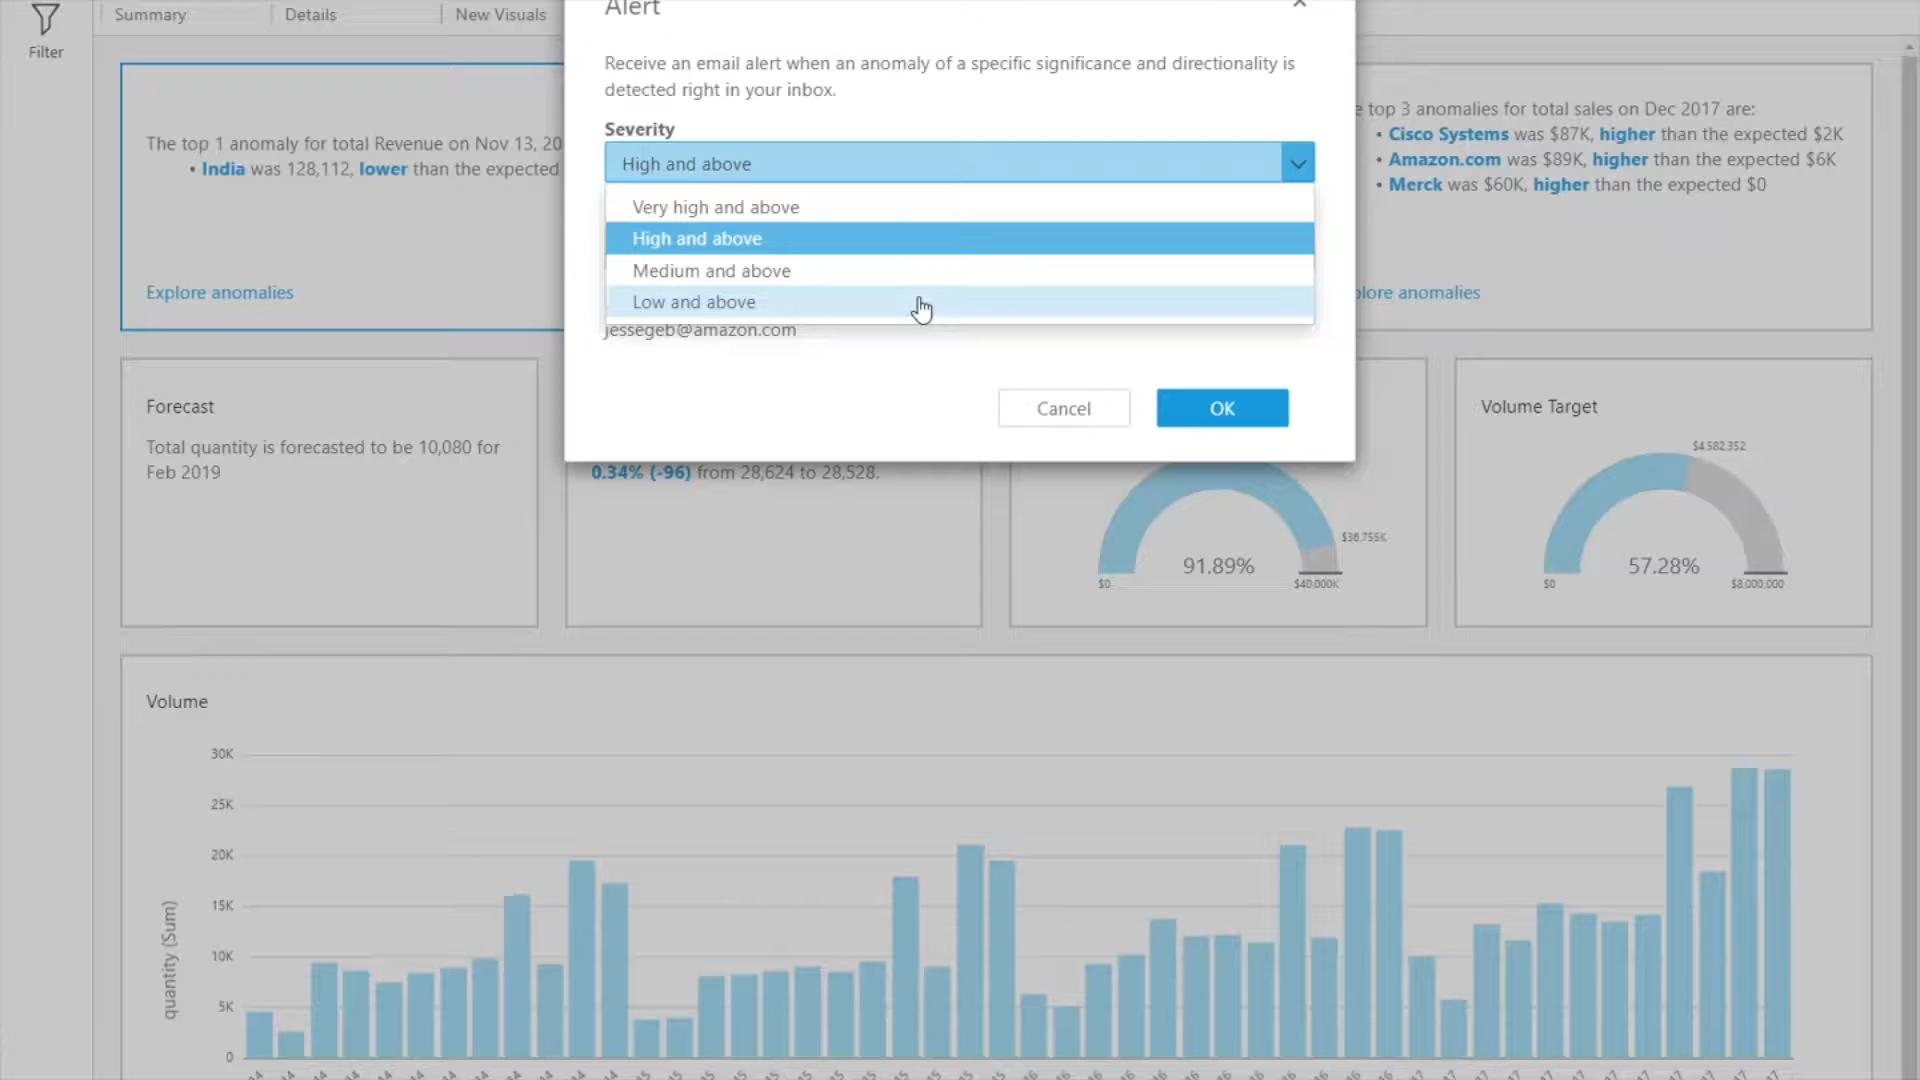 Summary
Details
New Visuals
Filter
Alert
Receive an email alert when an anomaly of a specific significance and directionality is
detected right in your inbox.
Severity
High and above
Very high and above
High and above
Medium and above
Low and above
jessegeb@amazon.com
Cancel
OK
The top 1 anomaly for total Revenue on Nov 13, 20
• India was 128,112, lower than the expected
Explore anomalies
e top 3 anomalies for total sales on Dec 2017 are:
• Cisco Systems was $87K, higher than the expected $2K
• Amazon.com was $89K, higher than the expected $6K
• Merck was $60K, higher than the expected $0
plore anomalies
Forecast
Total quantity is forecasted to be 10,080 for
Feb 2019
0.34% (-96) from 28,624 to 28,528.
$36,755K
91.89%
$0
$40,000K
Volume Target
$4,582,352
57.28%
$0
$8,000,000
Volume
quantity (Sum)
30K
25K
20K
15K
10K
5K
0